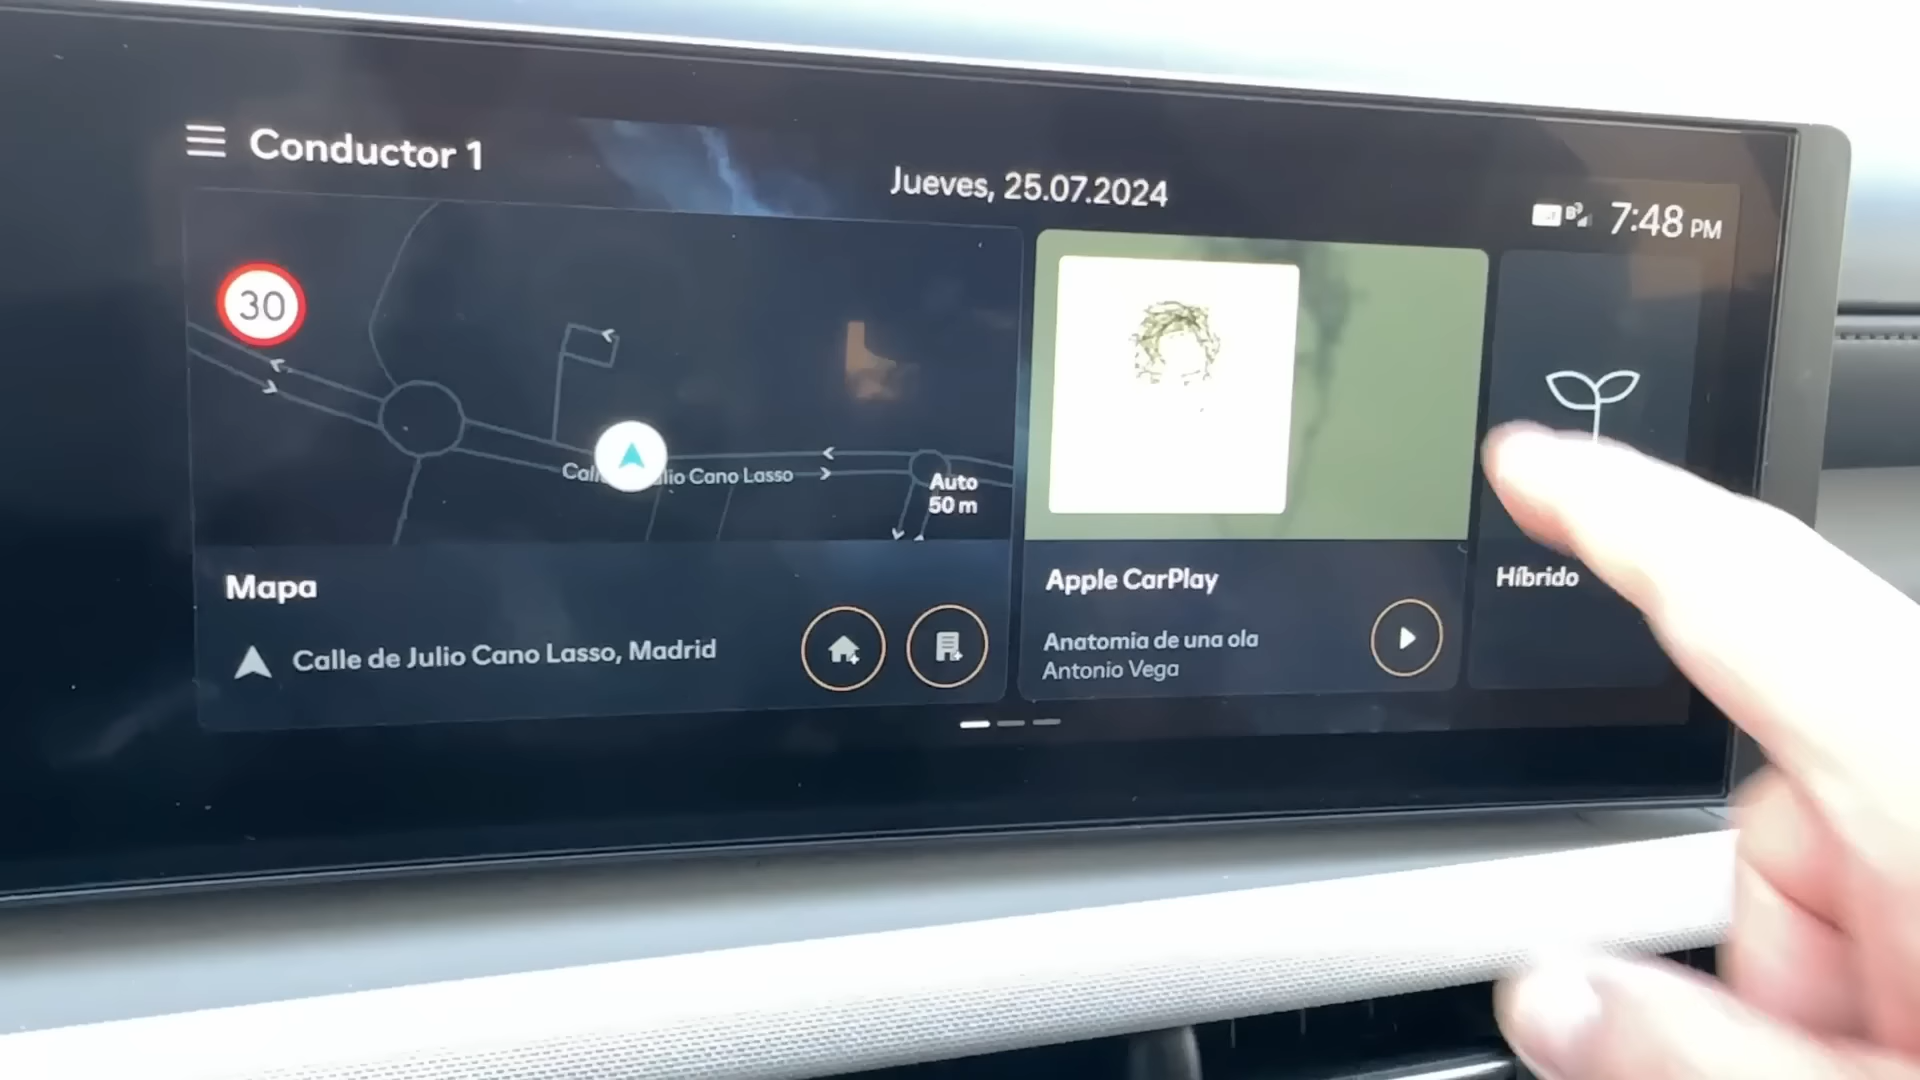 Conductor 1
Jueves, 25.07.2024
7:48 PM
30
Calle Julio Cano Lasso
Auto
50 m
Mapa
Calle de Julio Cano Lasso, Madrid
Apple CarPlay
Anatomia de una ola
Antonio Vega
Híbrido